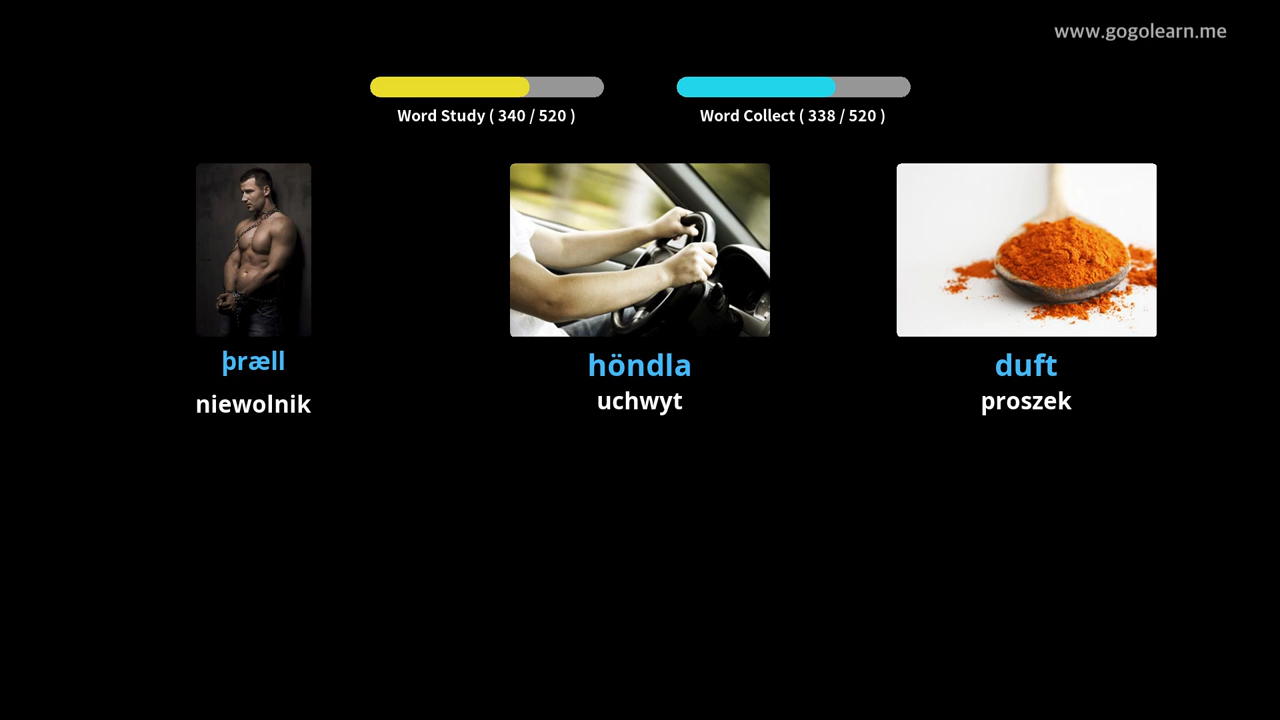 www.gogolearn.me
Word Study ( 340 / 520 )
Word Collect ( 338 / 520 )
þræll
niewolnik
höndla
uchwyt
duft
proszek